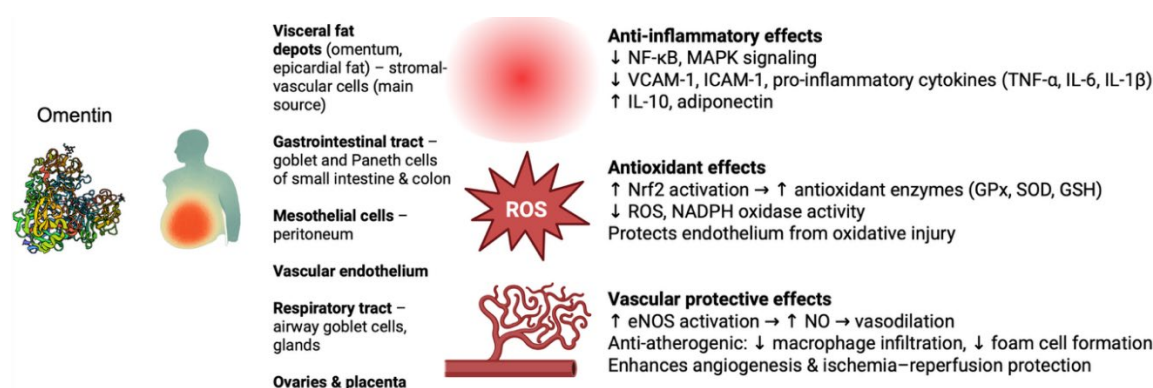 Omentin
Visceral fat
depots (omentum,
epicardial fat) – stromal-
vascular cells (main
source)
Gastrointestinal tract –
goblet and Paneth cells
of small intestine & colon
Mesothelial cells –
peritoneum
Vascular endothelium
Respiratory tract –
airway goblet cells,
glands
Ovaries & placenta
ROS
Anti-inflammatory effects
↓ NF-κB, MAPK signaling
↓ VCAM-1, ICAM-1, pro-inflammatory cytokines (TNF-α, IL-6, IL-1β)
↑ IL-10, adiponectin
Antioxidant effects
↑ Nrf2 activation → ↑ antioxidant enzymes (GPx, SOD, GSH)
↓ ROS, NADPH oxidase activity
Protects endothelium from oxidative injury
Vascular protective effects
↑ eNOS activation → ↑ NO → vasodilation
Anti-atherogenic: ↓ macrophage infiltration, ↓ foam cell formation
Enhances angiogenesis & ischemia–reperfusion protection